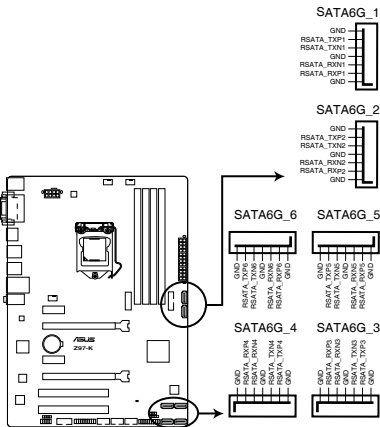 SATA6G_1
GND
RSATA_TXP1
RSATA_TXN1
GND
RSATA_RXN1
RSATA_RXP1
GND
SATA6G_2
GND
RSATA_TXP2
RSATA_TXN2
GND
RSATA_RXN2
RSATA_RXP2
GND
SATA6G_6
GND
RSATA_TXP6
RSATA_TXN6
GND
RSATA_RXN6
RSATA_RXP6
GND
SATA6G_5
GND
RSATA_TXP5
RSATA_TXN5
GND
RSATA_RXN5
RSATA_RXP5
GND
SATA6G_4
GND
RSATA_RXP4
RSATA_RXN4
GND
RSATA_TXN4
RSATA_TXP4
GND
SATA6G_3
GND
RSATA_RXP3
RSATA_RXN3
GND
RSATA_TXN3
RSATA_TXP3
GND
ASUS
Z97-K